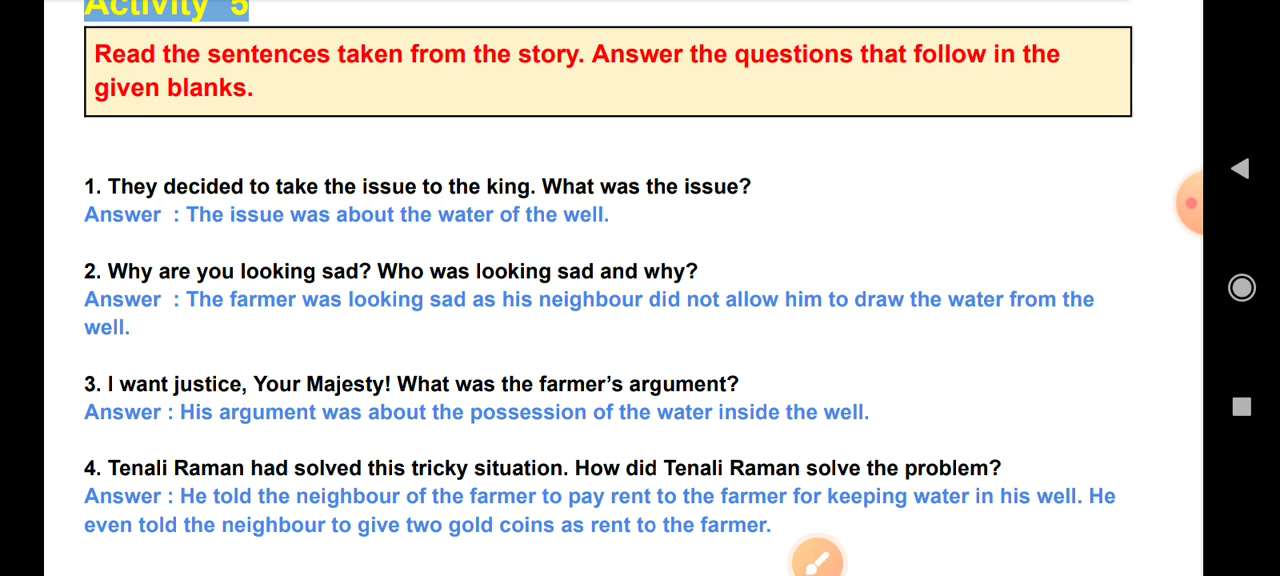 Activity 5
Read the sentences taken from the story. Answer the questions that follow in the
given blanks.
1. They decided to take the issue to the king. What was the issue?
Answer : The issue was about the water of the well.
2. Why are you looking sad? Who was looking sad and why?
Answer : The farmer was looking sad as his neighbour did not allow him to draw the water from the
well.
3. I want justice, Your Majesty! What was the farmer’s argument?
Answer : His argument was about the possession of the water inside the well.
4. Tenali Raman had solved this tricky situation. How did Tenali Raman solve the problem?
Answer : He told the neighbour of the farmer to pay rent to the farmer for keeping water in his well. He
even told the neighbour to give two gold coins as rent to the farmer.